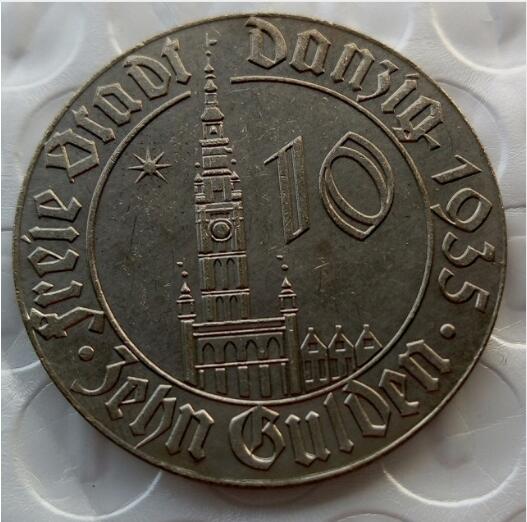 Freie Stadt Danzig 1935
10
Zehn Gulden